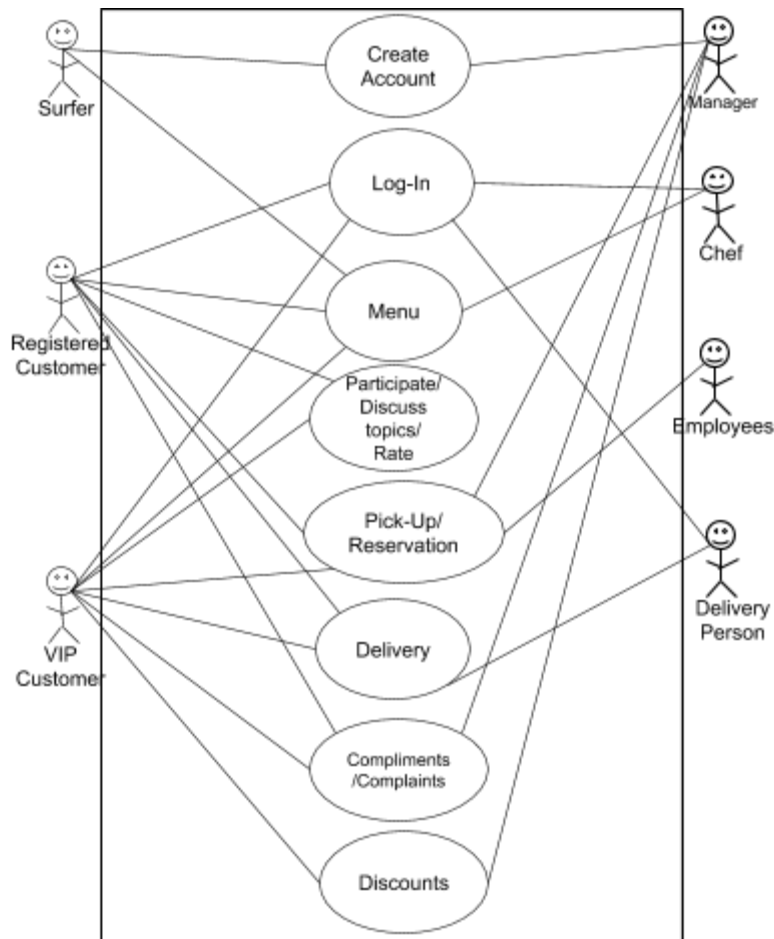 Create
Account
Surfer
Manager
Log-In
Chef
Menu
Registered
Customer
Participate/
Discuss
topics/
Rate
Employees
Pick-Up/
Reservation
Delivery
Delivery
Person
VIP
Customer
Compliments
/Complaints
Discounts